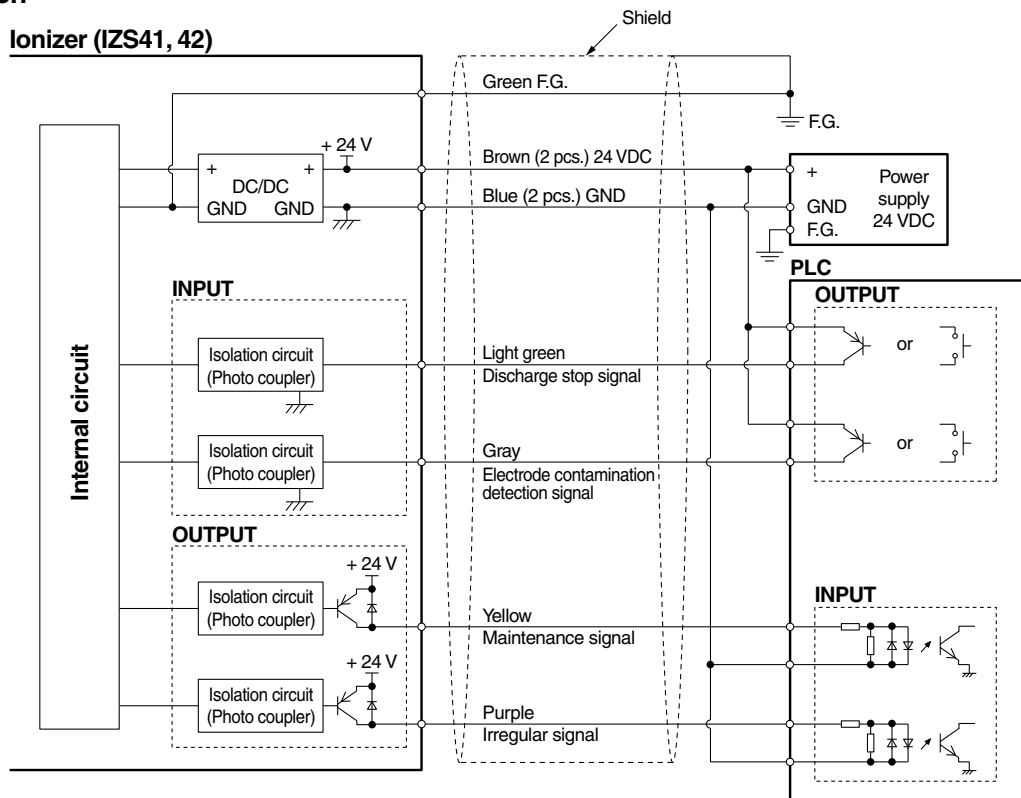 Shield
Ionizer (IZS41, 42)
Green F.G.
F.G.
+ 24 V
Brown (2 pcs.) 24 VDC
+ +
DC/DC
GND GND
Blue (2 pcs.) GND
+
GND
F.G.
Power
supply
24 VDC
PLC
INPUT
OUTPUT
Internal circuit
Isolation circuit
(Photo coupler)
Light green
Discharge stop signal
or
Isolation circuit
(Photo coupler)
Gray
Electrode contamination
detection signal
or
OUTPUT
+ 24 V
Isolation circuit
(Photo coupler)
Yellow
Maintenance signal
INPUT
+ 24 V
Isolation circuit
(Photo coupler)
Purple
Irregular signal